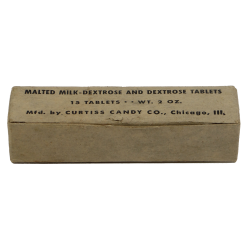 MALTED MILK-DEXTROSE AND DEXTROSE TABLETS
15 TABLETS • WT. 2 OZ.
Mfd. by CURTISS CANDY CO., Chicago, Ill.